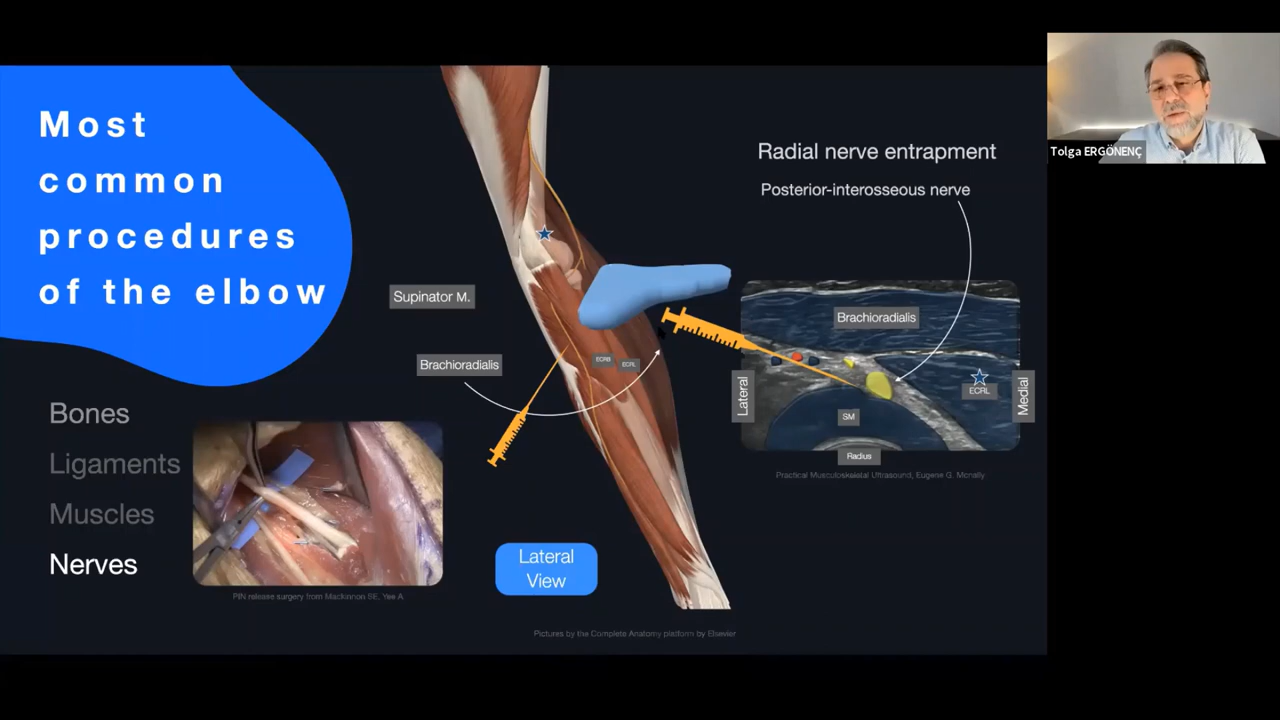 Most
common
procedures
of the elbow
Bones
Ligaments
Muscles
Nerves
PIN release surgery from Mackinnon SE, Yee A
Supinator M.
Brachioradialis
ECRB
ECRL
Lateral
View
Pictures by the Complete Anatomy platform by Elsevier
Radial nerve entrapment
Posterior-interosseous nerve
Brachioradialis
Lateral
ECRL
Medial
SM
Radius
Practical Musculoskeletal Ultrasound, Eugene G. Mcnally
Tolga ERGÖNENÇ